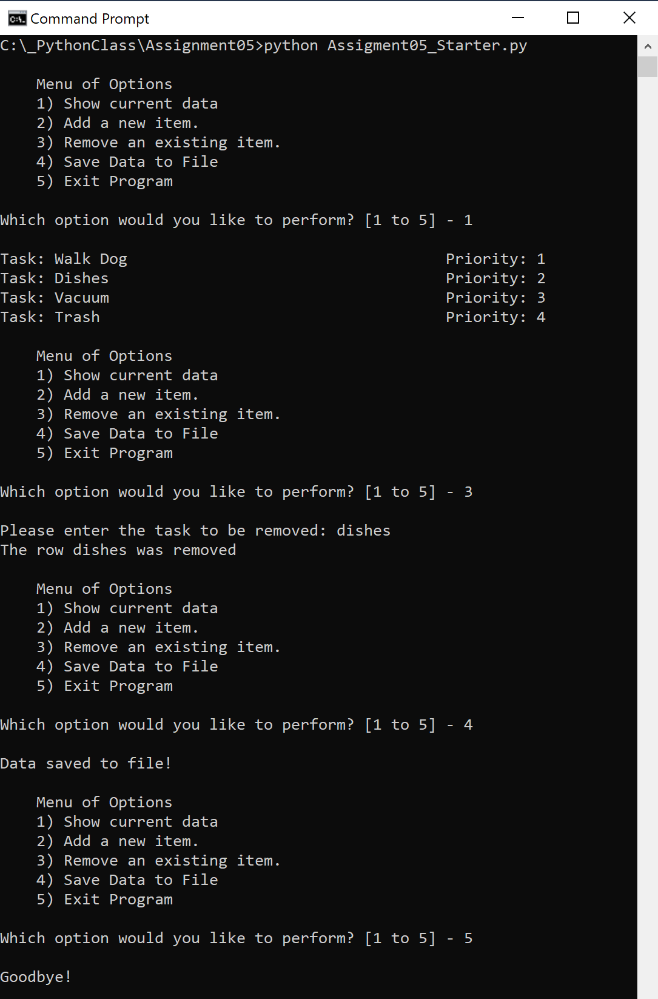 Command Prompt
C:\_PythonClass\Assignment05>python Assigment05_Starter.py
Menu of Options
1) Show current data
2) Add a new item.
3) Remove an existing item.
4) Save Data to File
5) Exit Program
Which option would you like to perform? [1 to 5] - 1
Task: Walk Dog Priority: 1
Task: Dishes Priority: 2
Task: Vacuum Priority: 3
Task: Trash Priority: 4
Menu of Options
1) Show current data
2) Add a new item.
3) Remove an existing item.
4) Save Data to File
5) Exit Program
Which option would you like to perform? [1 to 5] - 3
Please enter the task to be removed: dishes
The row dishes was removed
Menu of Options
1) Show current data
2) Add a new item.
3) Remove an existing item.
4) Save Data to File
5) Exit Program
Which option would you like to perform? [1 to 5] - 4
Data saved to file!
Menu of Options
1) Show current data
2) Add a new item.
3) Remove an existing item.
4) Save Data to File
5) Exit Program
Which option would you like to perform? [1 to 5] - 5
Goodbye!